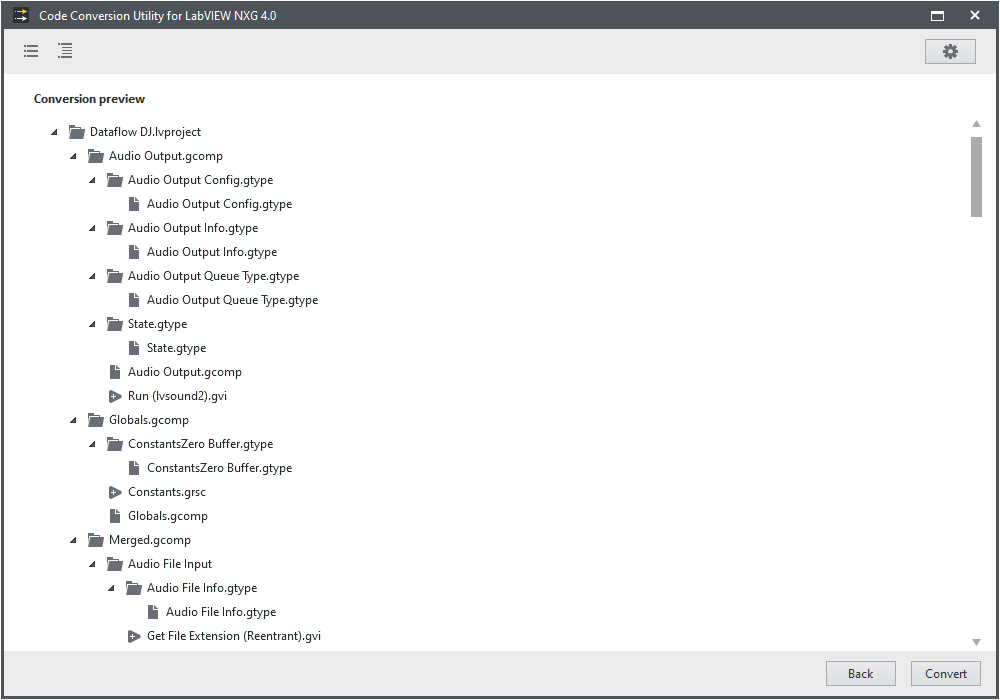 Code Conversion Utility for LabVIEW NXG 4.0
Conversion preview
Dataflow DJ.lvproject
Audio Output.gcomp
Audio Output Config.gtype
Audio Output Config.gtype
Audio Output Info.gtype
Audio Output Info.gtype
Audio Output Queue Type.gtype
Audio Output Queue Type.gtype
State.gtype
State.gtype
Audio Output.gcomp
Run (lvsound2).gvi
Globals.gcomp
ConstantsZero Buffer.gtype
ConstantsZero Buffer.gtype
Constants.grsc
Globals.gcomp
Merged.gcomp
Audio File Input
Audio File Info.gtype
Audio File Info.gtype
Get File Extension (Reentrant).gvi
Back Convert